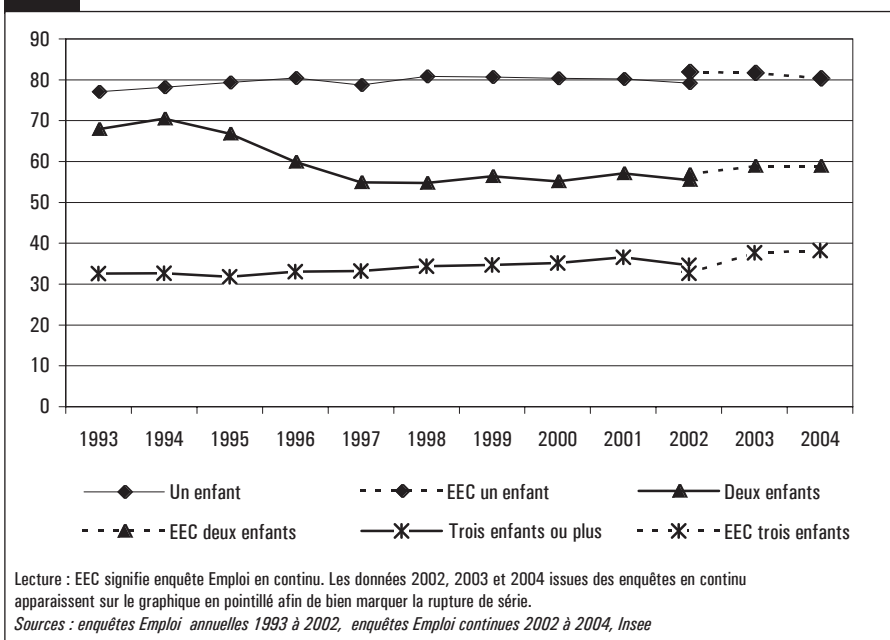 90
80
70
60
50
40
30
20
10
0
1993 1994 1995 1996 1997 1998 1999 2000 2001 2002 2003 2004
Un enfant EEC un enfant Deux enfants
EEC deux enfants Trois enfants ou plus EEC trois enfants
Lecture : EEC signifie enquête Emploi en continu. Les données 2002, 2003 et 2004 issues des enquêtes en continu
apparaissent sur le graphique en pointillé afin de bien marquer la rupture de série.
Sources : enquêtes Emploi annuelles 1993 à 2002, enquêtes Emploi continues 2002 à 2004, Insee